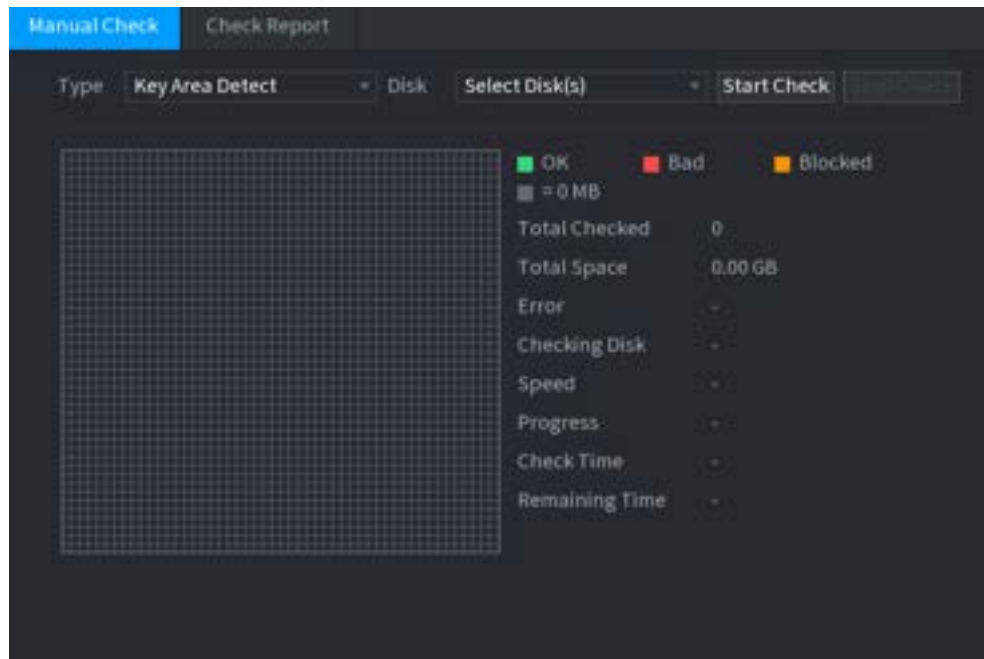 Manual Check Check Report
Type Key Area Detect Disk Select Disk(s) Start Check
OK Bad Blocked
= 0 MB
Total Checked 0
Total Space 0.00 GB
Error -
Checking Disk -
Speed -
Progress -
Check Time -
Remaining Time -